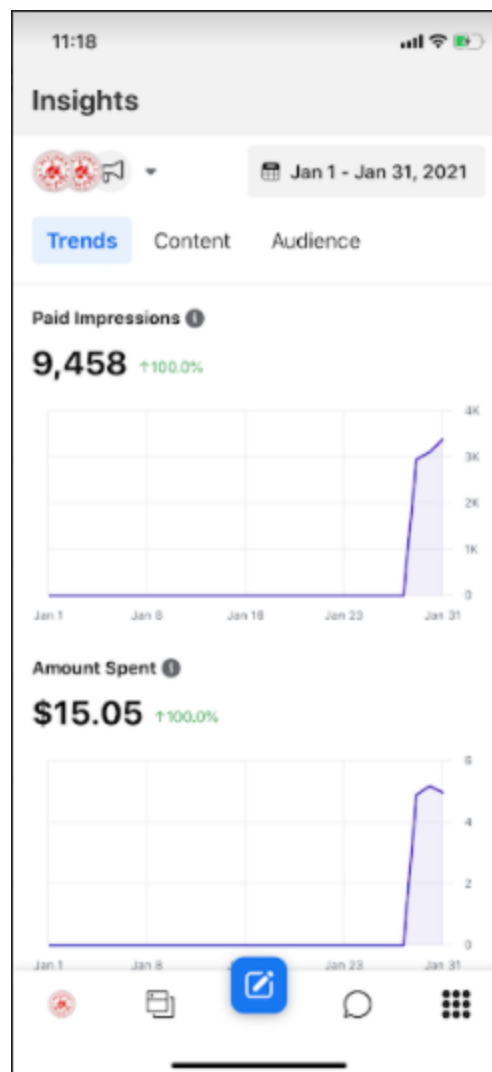 11:18
Insights
Jan 1 - Jan 31, 2021
Trends Content Audience
Paid Impressions
9,458 ↑100.0%
4K
3K
2K
1K
0
Jan 1 Jan 8 Jan 16 Jan 23 Jan 31
Amount Spent
$15.05 ↑100.0%
6
4
2
0
Jan 1 Jan 8 Jan 23 Jan 31